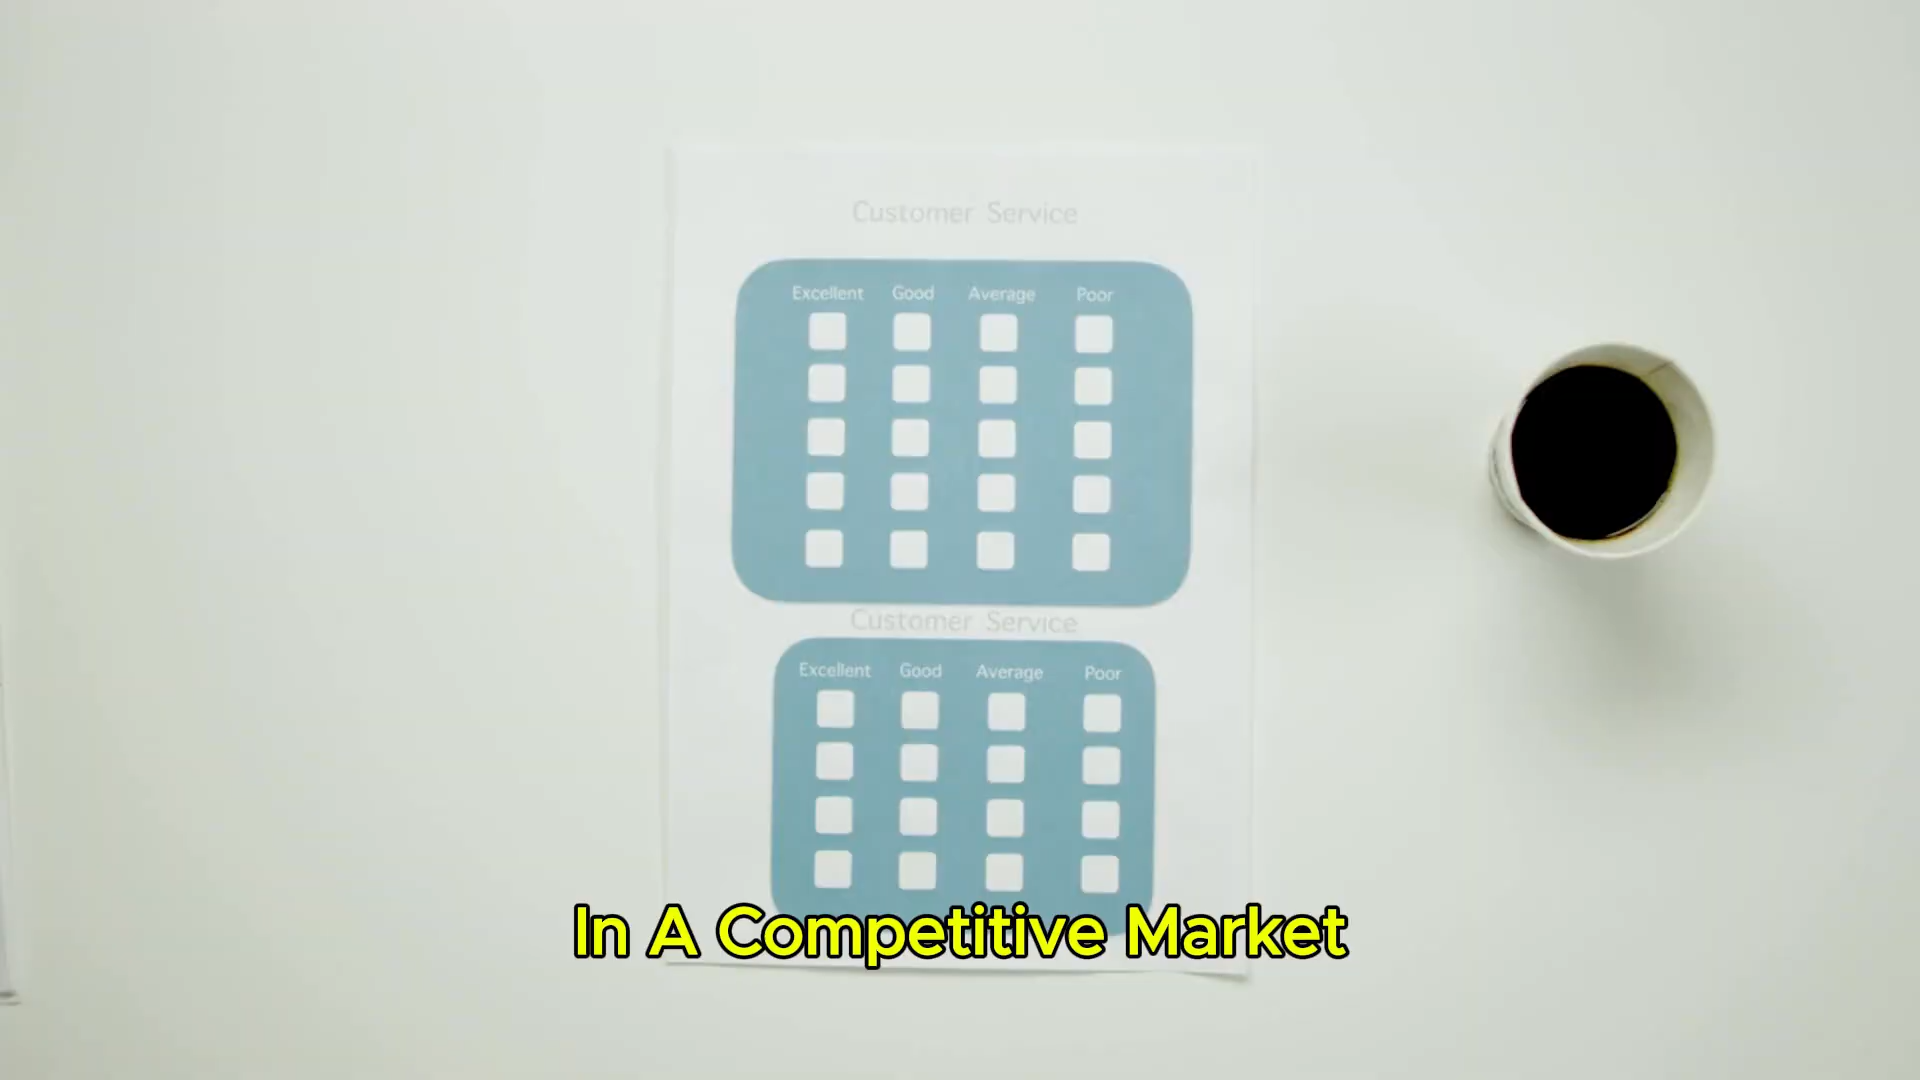 Customer Service
Excellent Good Average Poor
Customer Service
Excellent Good Average Poor
In A Competitive Market